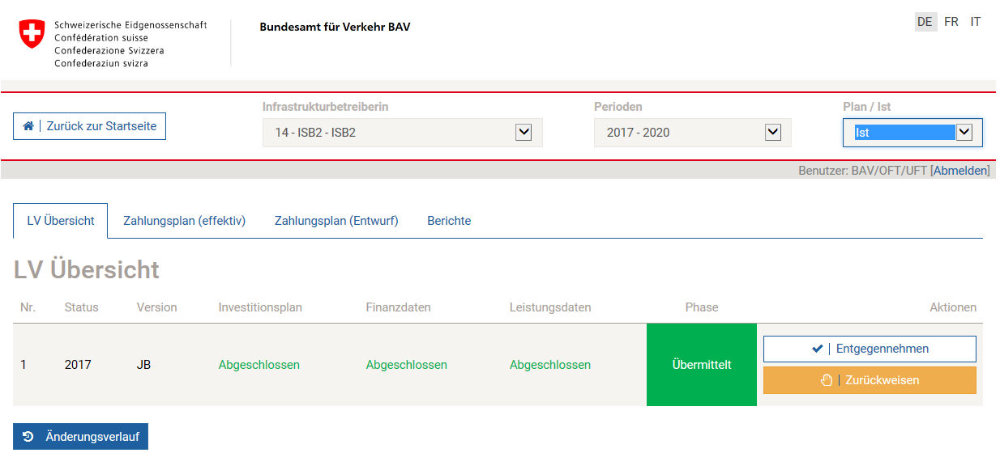 Schweizerische Eidgenossenschaft
Confédération suisse
Confederazione Svizzera
Confederaziun svizra
Bundesamt für Verkehr BAV
DE FR IT
Infrastrukturbetreiberin Perioden Plan / Ist
Zurück zur Startseite 14 - ISB2 - ISB2 2017 - 2020 Ist
Benutzer: BAV/OFT/UFT [Abmelden]
LV Übersicht Zahlungsplan (effektiv) Zahlungsplan (Entwurf) Berichte
LV Übersicht
Nr. Status Version Investitionsplan Finanzdaten Leistungsdaten Phase Aktionen
1 2017 JB Abgeschlossen Abgeschlossen Abgeschlossen Übermittelt Entgegennehmen
Zurückweisen
Änderungsverlauf